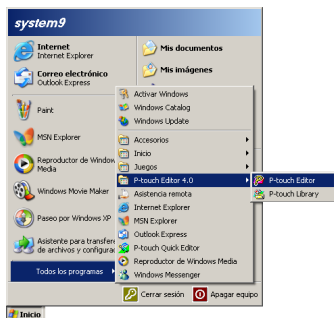 system9
Internet
Internet Explorer
Correo electrónico
Outlook Express
Paint
MSN Explorer
Reproductor de Window
Media
Windows Movie Maker
Paseo por Windows XP
Asistente para transfere
de archivos y configurac
Todos los programas
Mis documentos
Mis imágenes
Activar Windows
Windows Catalog
Windows Update
Accesorios
Inicio
Juegos
P-touch Editor 4.0
Asistencia remota
Internet Explorer
MSN Explorer
Outlook Express
P-touch Quick Editor
Reproductor de Windows Media
Windows Messenger
P-touch Editor
P-touch Library
Cerrar sesión
Apagar equipo
Inicio